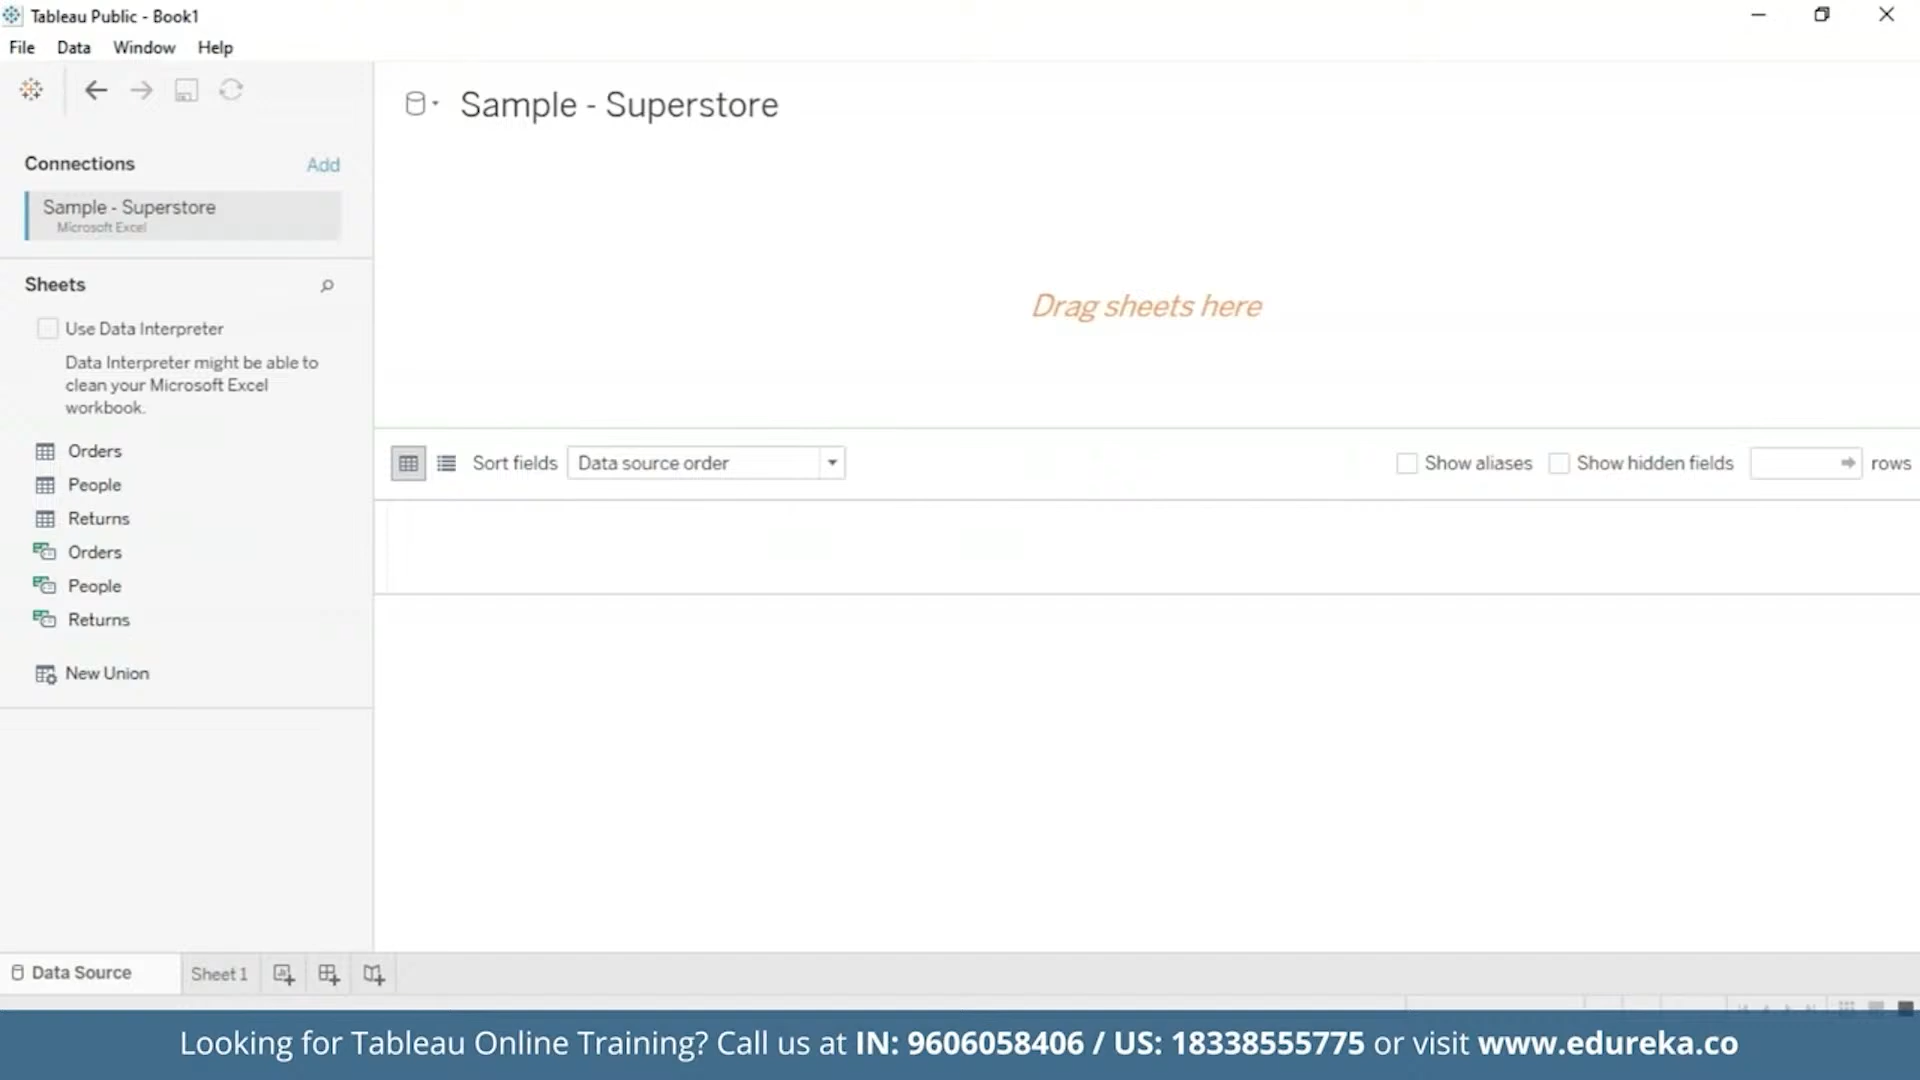 Tableau Public - Book1
File Data Window Help
Sample - Superstore
Connections Add
Sample - Superstore
Microsoft Excel
Drag sheets here
Sheets
Use Data Interpreter
Data Interpreter might be able to
clean your Microsoft Excel
workbook.
Orders
People
Returns
Orders
People
Returns
New Union
Sort fields Data source order Show aliases Show hidden fields rows
Data Source Sheet 1
Looking for Tableau Online Training? Call us at IN: 9606058406 / US: 18338555775 or visit www.edureka.co